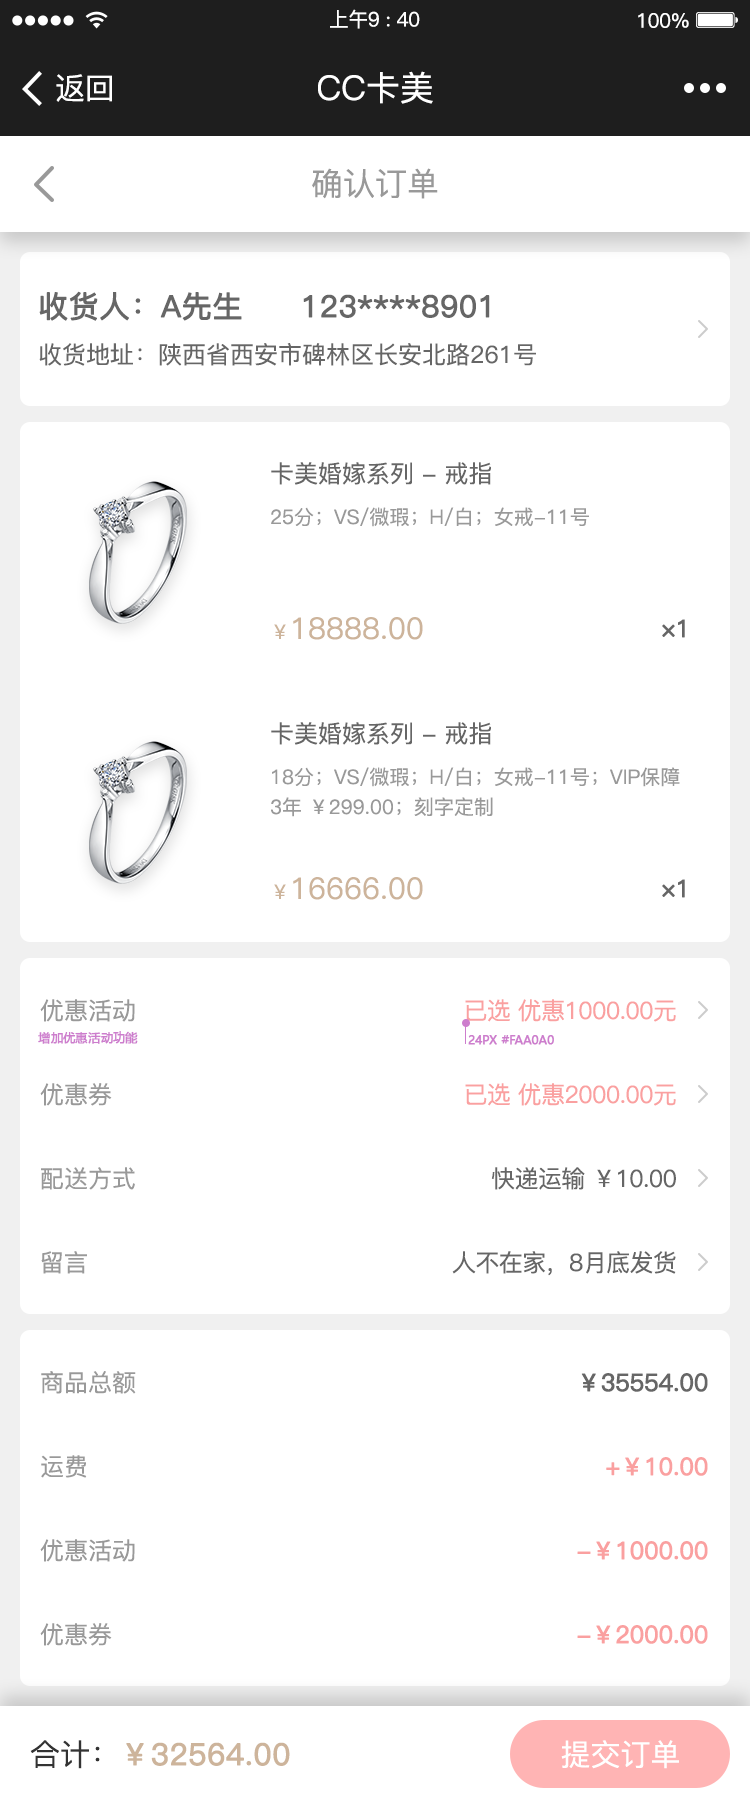 上午9 : 40
100%
返回
CC卡美
确认订单
收货人：A先生 123****8901
收货地址：陕西省西安市碑林区长安北路261号
卡美婚嫁系列 – 戒指
25分；VS/微瑕；H/白；女戒–11号
¥18888.00 ×1
卡美婚嫁系列 – 戒指
18分；VS/微瑕；H/白；女戒–11号；VIP保障
3年 ¥299.00；刻字定制
¥16666.00 ×1
优惠活动 已选 优惠1000.00元
增加优惠活动功能 24PX #FAA0A0
优惠券 已选 优惠2000.00元
配送方式 快递运输 ¥10.00
留言 人不在家，8月底发货
商品总额 ¥35554.00
运费 +¥10.00
优惠活动 –¥1000.00
优惠券 –¥2000.00
合计： ¥32564.00 提交订单